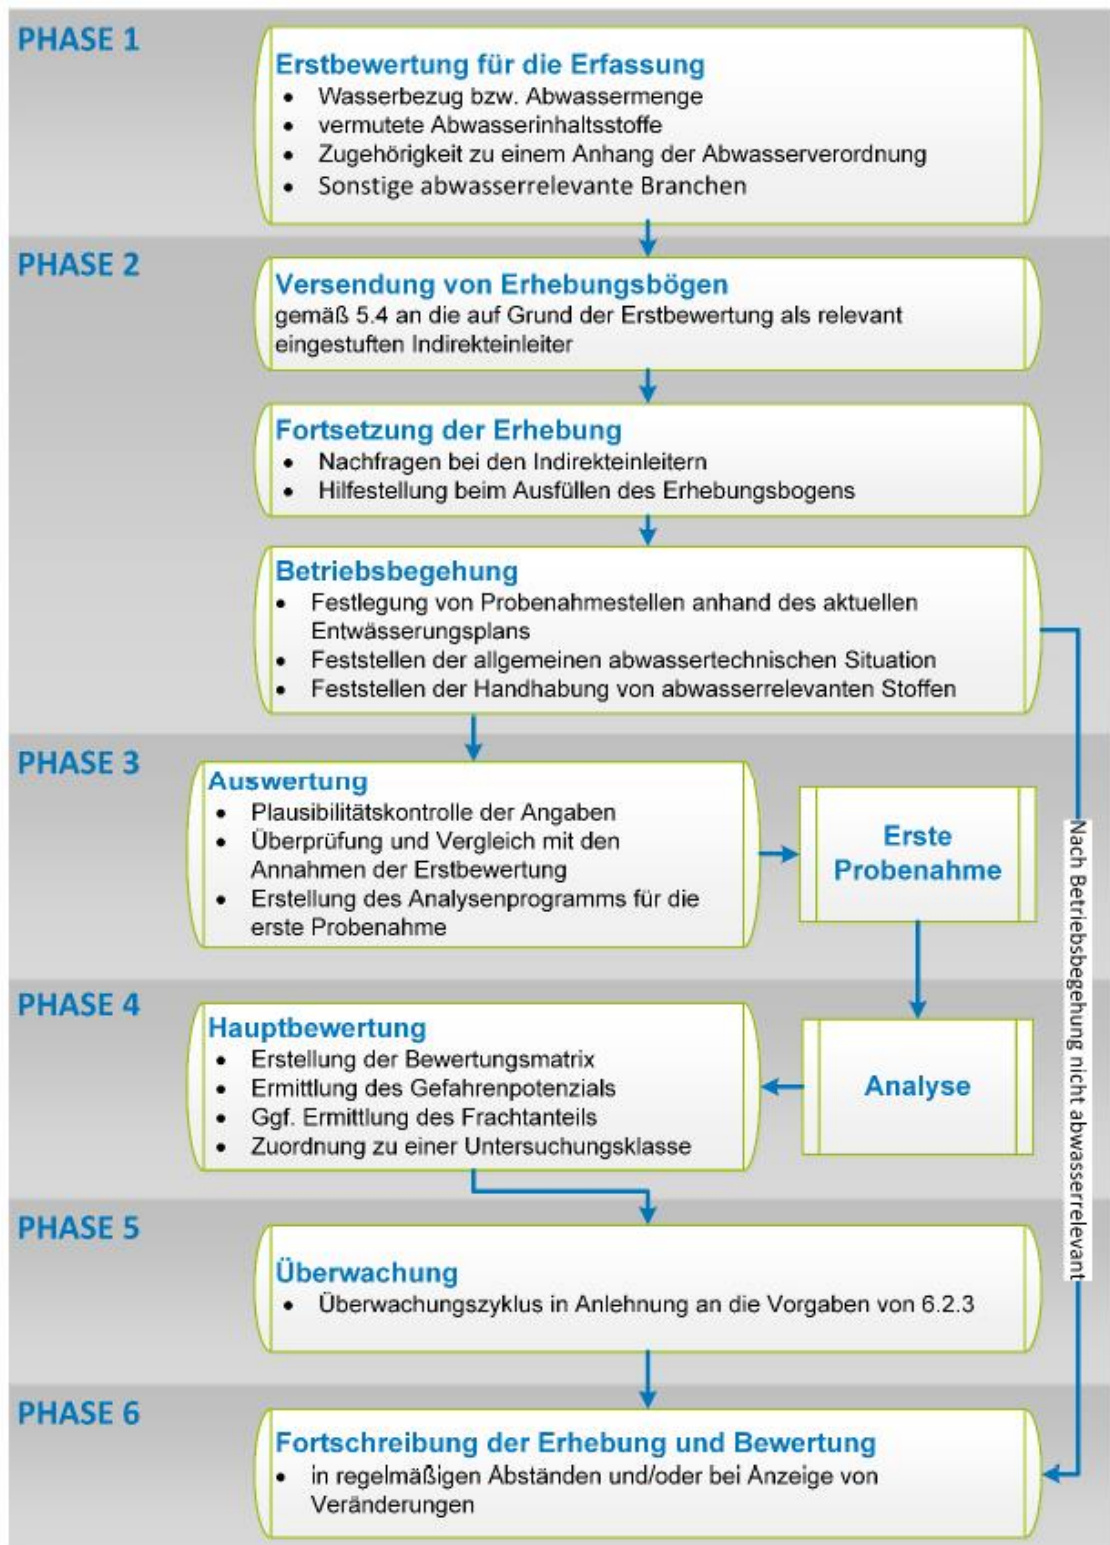 PHASE 1
Erstbewertung für die Erfassung
• Wasserbezug bzw. Abwassermenge
• vermutete Abwasserinhaltsstoffe
• Zugehörigkeit zu einem Anhang der Abwasserverordnung
• Sonstige abwasserrelevante Branchen
PHASE 2
Versendung von Erhebungsbögen
gemäß 5.4 an die auf Grund der Erstbewertung als relevant
eingestuften Indirekteinleiter
Fortsetzung der Erhebung
• Nachfragen bei den Indirekteinleitern
• Hilfestellung beim Ausfüllen des Erhebungsbogens
Betriebsbegehung
• Festlegung von Probenahmestellen anhand des aktuellen
Entwässerungsplans
• Feststellen der allgemeinen abwassertechnischen Situation
• Feststellen der Handhabung von abwasserrelevanten Stoffen
Nach Betriebsbegehung nicht abwasserrelevant
PHASE 3
Auswertung
• Plausibilitätskontrolle der Angaben
• Überprüfung und Vergleich mit den
Annahmen der Erstbewertung
• Erstellung des Analysenprogramms für die
erste Probenahme
Erste
Probenahme
PHASE 4
Hauptbewertung
• Erstellung der Bewertungsmatrix
• Ermittlung des Gefahrenpotenzials
• Ggf. Ermittlung des Frachtanteils
• Zuordnung zu einer Untersuchungsklasse
Analyse
PHASE 5
Überwachung
• Überwachungszyklus in Anlehnung an die Vorgaben von 6.2.3
PHASE 6
Fortschreibung der Erhebung und Bewertung
• in regelmäßigen Abständen und/oder bei Anzeige von
Veränderungen